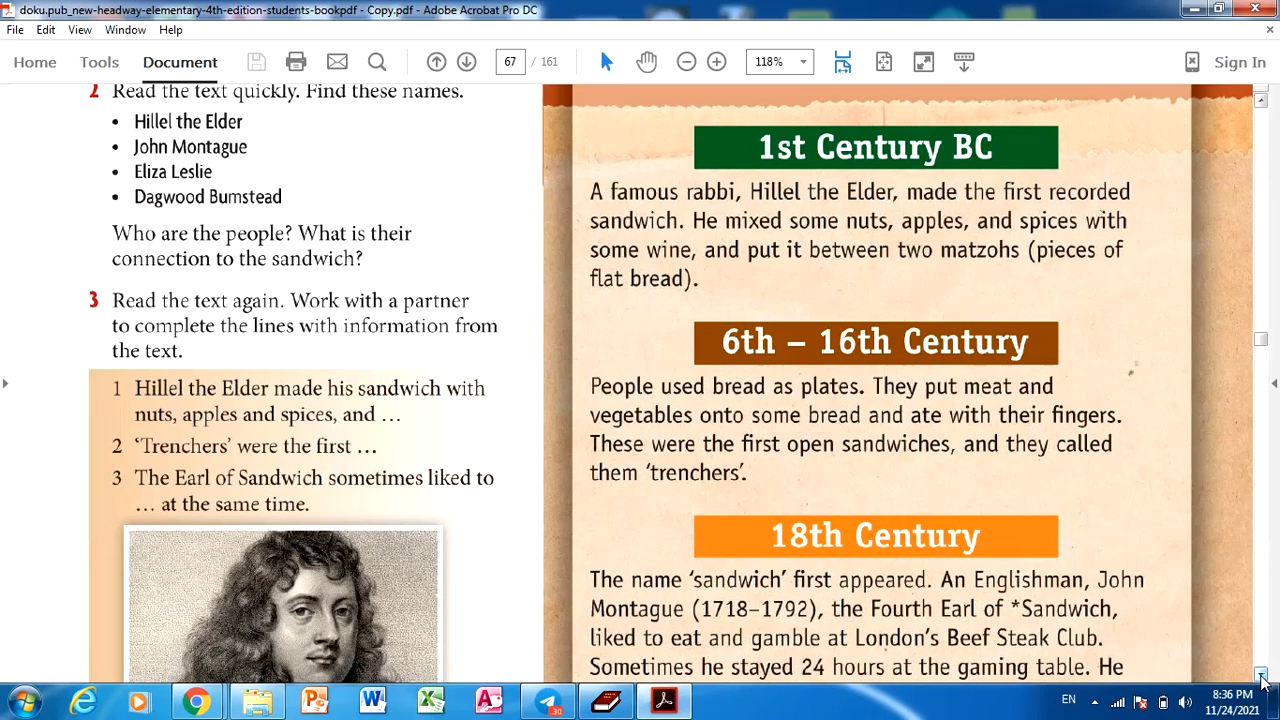 doku.pub_new-headway-elementary-4th-edition-students-bookpdf - Copy.pdf - Adobe Acrobat Pro DC
File Edit View Window Help
Home Tools Document 67 / 161 118% Sign In
2 Read the text quickly. Find these names.
• Hillel the Elder
• John Montague
• Eliza Leslie
• Dagwood Bumstead
Who are the people? What is their
connection to the sandwich?
3 Read the text again. Work with a partner
to complete the lines with information from
the text.
1 Hillel the Elder made his sandwich with
nuts, apples and spices, and …
2 ‘Trenchers’ were the first …
3 The Earl of Sandwich sometimes liked to
… at the same time.
1st Century BC
A famous rabbi, Hillel the Elder, made the first recorded
sandwich. He mixed some nuts, apples, and spices with
some wine, and put it between two matzohs (pieces of
flat bread).
6th – 16th Century
People used bread as plates. They put meat and
vegetables onto some bread and ate with their fingers.
These were the first open sandwiches, and they called
them ‘trenchers’.
18th Century
The name ‘sandwich’ first appeared. An Englishman, John
Montague (1718–1792), the Fourth Earl of *Sandwich,
liked to eat and gamble at London’s Beef Steak Club.
Sometimes he stayed 24 hours at the gaming table. He
30
EN
8:36 PM
11/24/2021